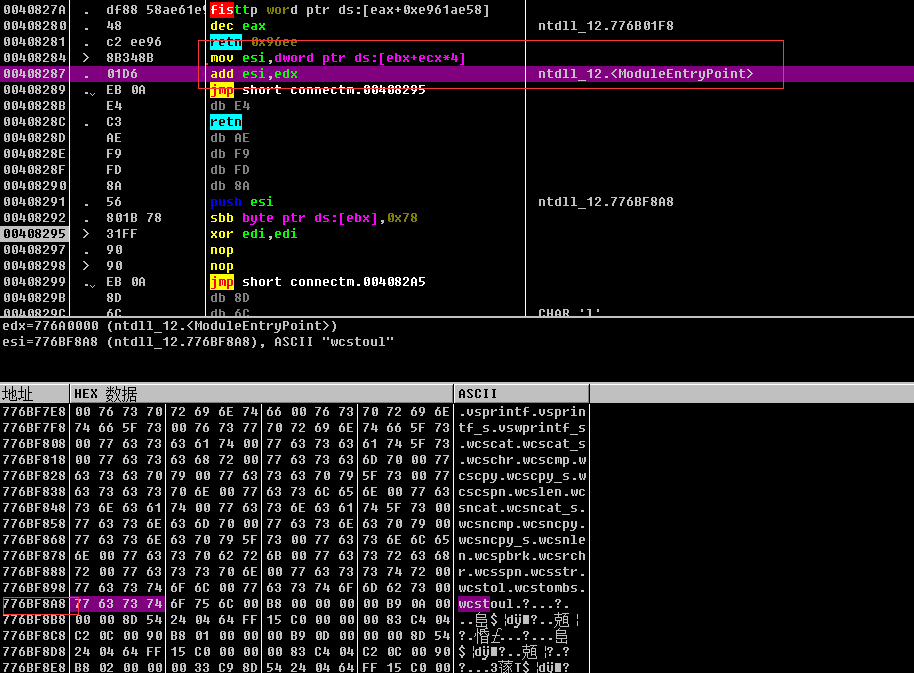 0040827A . df88 58ae61e9 fisttp word ptr ds:[eax+0xe961ae58]
00408280 . 48 dec eax ntdll_12.776B01F8
00408281 . c2 ee96 retn 0x96ee
00408284 > 8B348B mov esi,dword ptr ds:[ebx+ecx*4]
00408287 . 01D6 add esi,edx ntdll_12.<ModuleEntryPoint>
00408289 .⌄ EB 0A jmp short connectm.00408295
0040828B E4 db E4
0040828C . C3 retn
0040828D AE db AE
0040828E F9 db F9
0040828F FD db FD
00408290 8A db 8A
00408291 . 56 push esi ntdll_12.776BF8A8
00408292 . 801B 78 sbb byte ptr ds:[ebx],0x78
00408295 > 31FF xor edi,edi
00408297 . 90 nop
00408298 > 90 nop
00408299 .⌄ EB 0A jmp short connectm.004082A5
0040829B 8D db 8D
0040829C 6C db 6C CHAR 'l'
edx=776A0000 (ntdll_12.<ModuleEntryPoint>)
esi=776BF8A8 (ntdll_12.776BF8A8), ASCII "wcstoul"
地址 HEX 数据 ASCII
776BF7E8 00 76 73 70 72 69 6E 74 66 00 76 73 70 72 69 6E .vsprintf.vsprin
776BF7F8 74 66 5F 73 00 76 73 77 70 72 69 6E 74 66 5F 73 tf_s.vswprintf_s
776BF808 00 77 63 73 63 61 74 00 77 63 73 63 61 74 5F 73 .wcscat.wcscat_s
776BF818 00 77 63 73 63 68 72 00 77 63 73 63 6D 70 00 77 .wcschr.wcscmp.w
776BF828 63 73 63 70 79 00 77 63 73 63 70 79 5F 73 00 77 cscpy.wcscpy_s.w
776BF838 63 73 63 73 70 6E 00 77 63 73 6C 65 6E 00 77 63 cscspn.wcslen.wc
776BF848 73 6E 63 61 74 00 77 63 73 6E 63 61 74 5F 73 00 sncat.wcsncat_s.
776BF858 77 63 73 6E 63 6D 70 00 77 63 73 6E 63 70 79 00 wcsncmp.wcsncpy.
776BF868 77 63 73 6E 63 70 79 5F 73 00 77 63 73 6E 6C 65 wcsncpy_s.wcsnle
776BF878 6E 00 77 63 73 70 62 72 6B 00 77 63 73 72 63 68 n.wcspbrk.wcsrch
776BF888 72 00 77 63 73 73 70 6E 00 77 63 73 73 74 72 00 r.wcsspn.wcsstr.
776BF898 77 63 73 74 6F 6C 00 77 63 73 74 6F 6D 62 73 00 wcstol.wcstombs.
776BF8A8 77 63 73 74 6F 75 6C 00 B8 00 00 00 00 B9 0A 00 wcstoul.?...?.
776BF8B8 00 00 8D 54 24 04 64 FF 15 C0 00 00 00 83 C4 04
776BF8C8 C2 0C 00 90 B8 01 00 00 00 B9 0D 00 00 00 8D 54
776BF8D8 24 04 64 FF 15 C0 00 00 00 83 C4 04 C2 0C 00 90
776BF8E8 B8 02 00 00 00 33 C9 8D 54 24 04 64 FF 15 C0 00